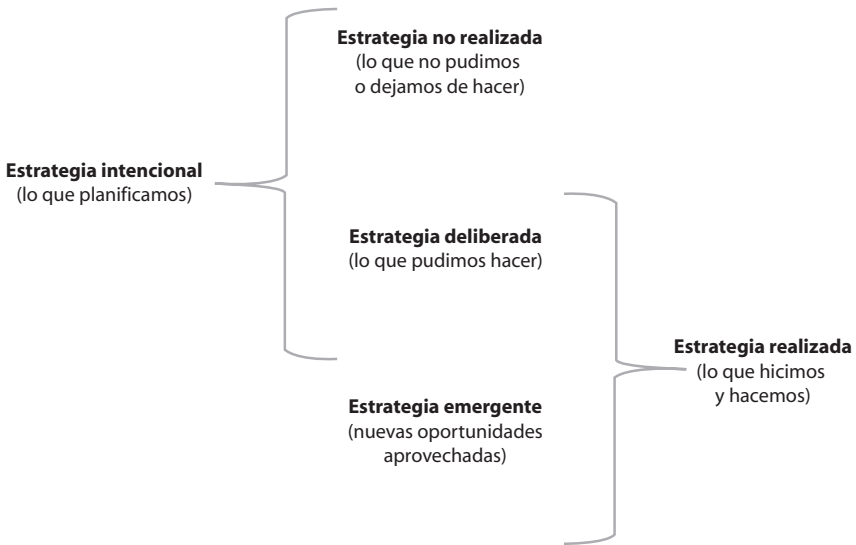 Estrategia no realizada
(lo que no pudimos
o dejamos de hacer)
Estrategia intencional
(lo que planificamos)
Estrategia deliberada
(lo que pudimos hacer)
Estrategia realizada
(lo que hicimos
y hacemos)
Estrategia emergente
(nuevas oportunidades
aprovechadas)